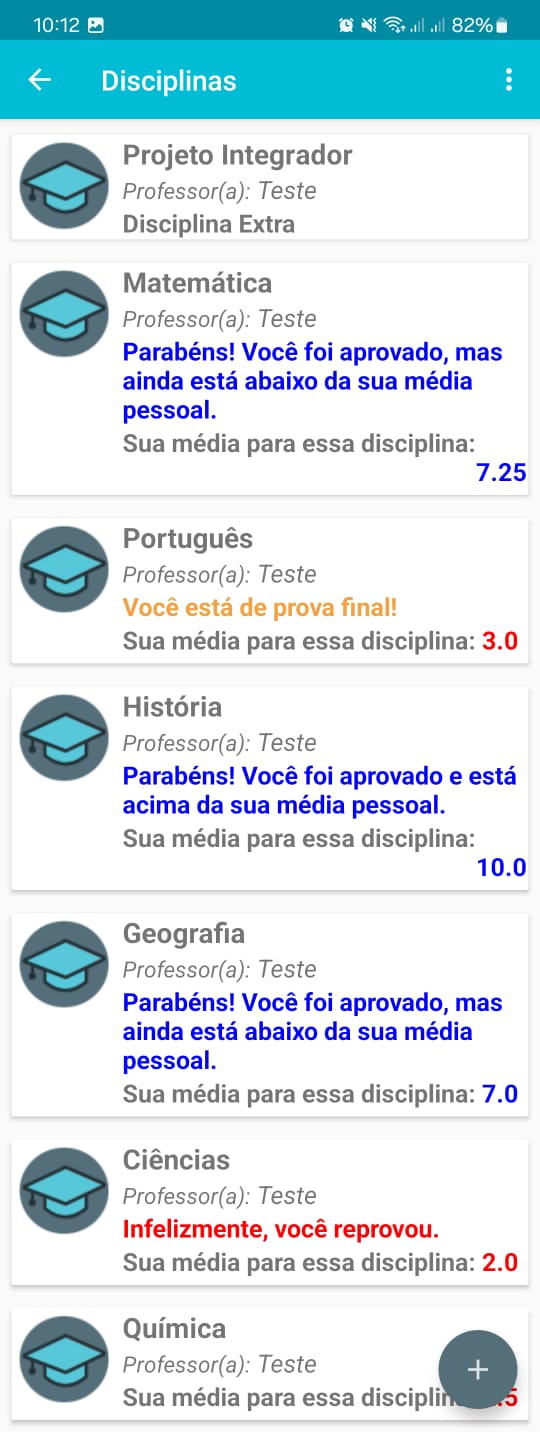 10:12
82%
Disciplinas
Projeto Integrador
Professor(a): Teste
Disciplina Extra
Matemática
Professor(a): Teste
Parabéns! Você foi aprovado, mas
ainda está abaixo da sua média
pessoal.
Sua média para essa disciplina:
7.25
Português
Professor(a): Teste
Você está de prova final!
Sua média para essa disciplina: 3.0
História
Professor(a): Teste
Parabéns! Você foi aprovado e está
acima da sua média pessoal.
Sua média para essa disciplina:
10.0
Geografia
Professor(a): Teste
Parabéns! Você foi aprovado, mas
ainda está abaixo da sua média
pessoal.
Sua média para essa disciplina: 7.0
Ciências
Professor(a): Teste
Infelizmente, você reprovou.
Sua média para essa disciplina: 2.0
Química
Professor(a): Teste
Sua média para essa